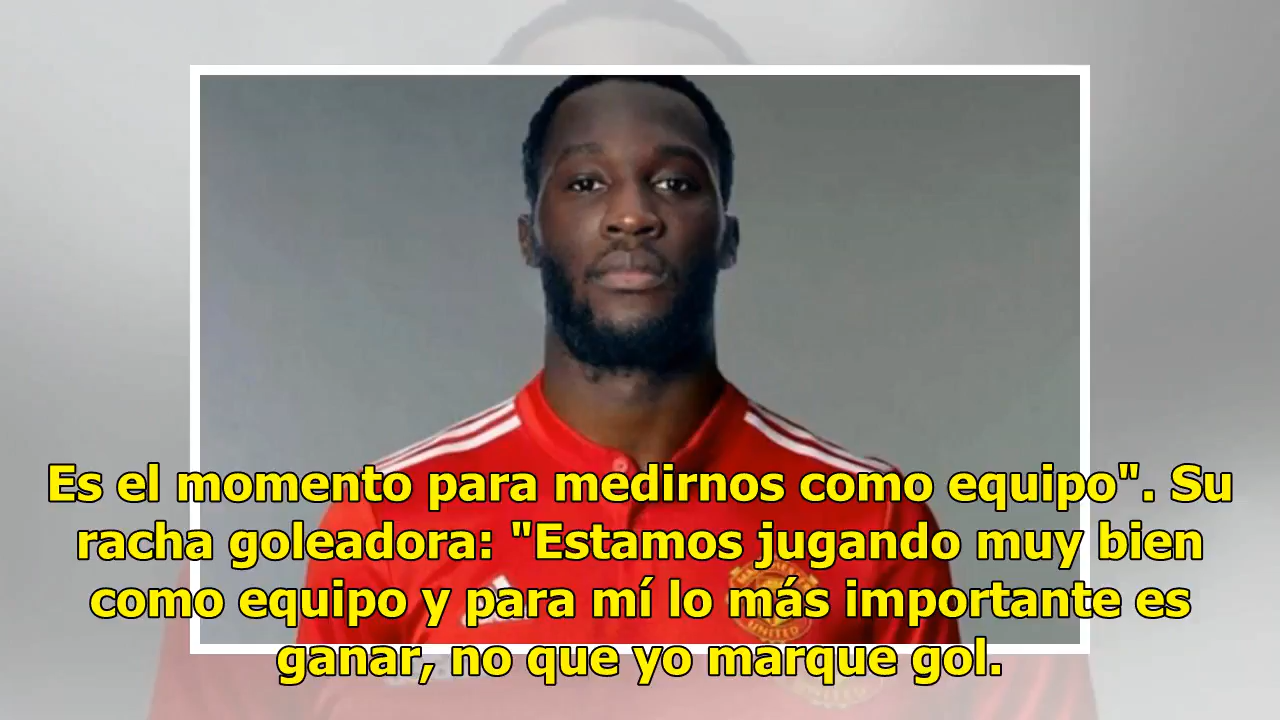 Es el momento para medirnos como equipo". Su
racha goleadora: "Estamos jugando muy bien
como equipo y para mí lo más importante es
ganar, no que yo marque gol.
UNITED